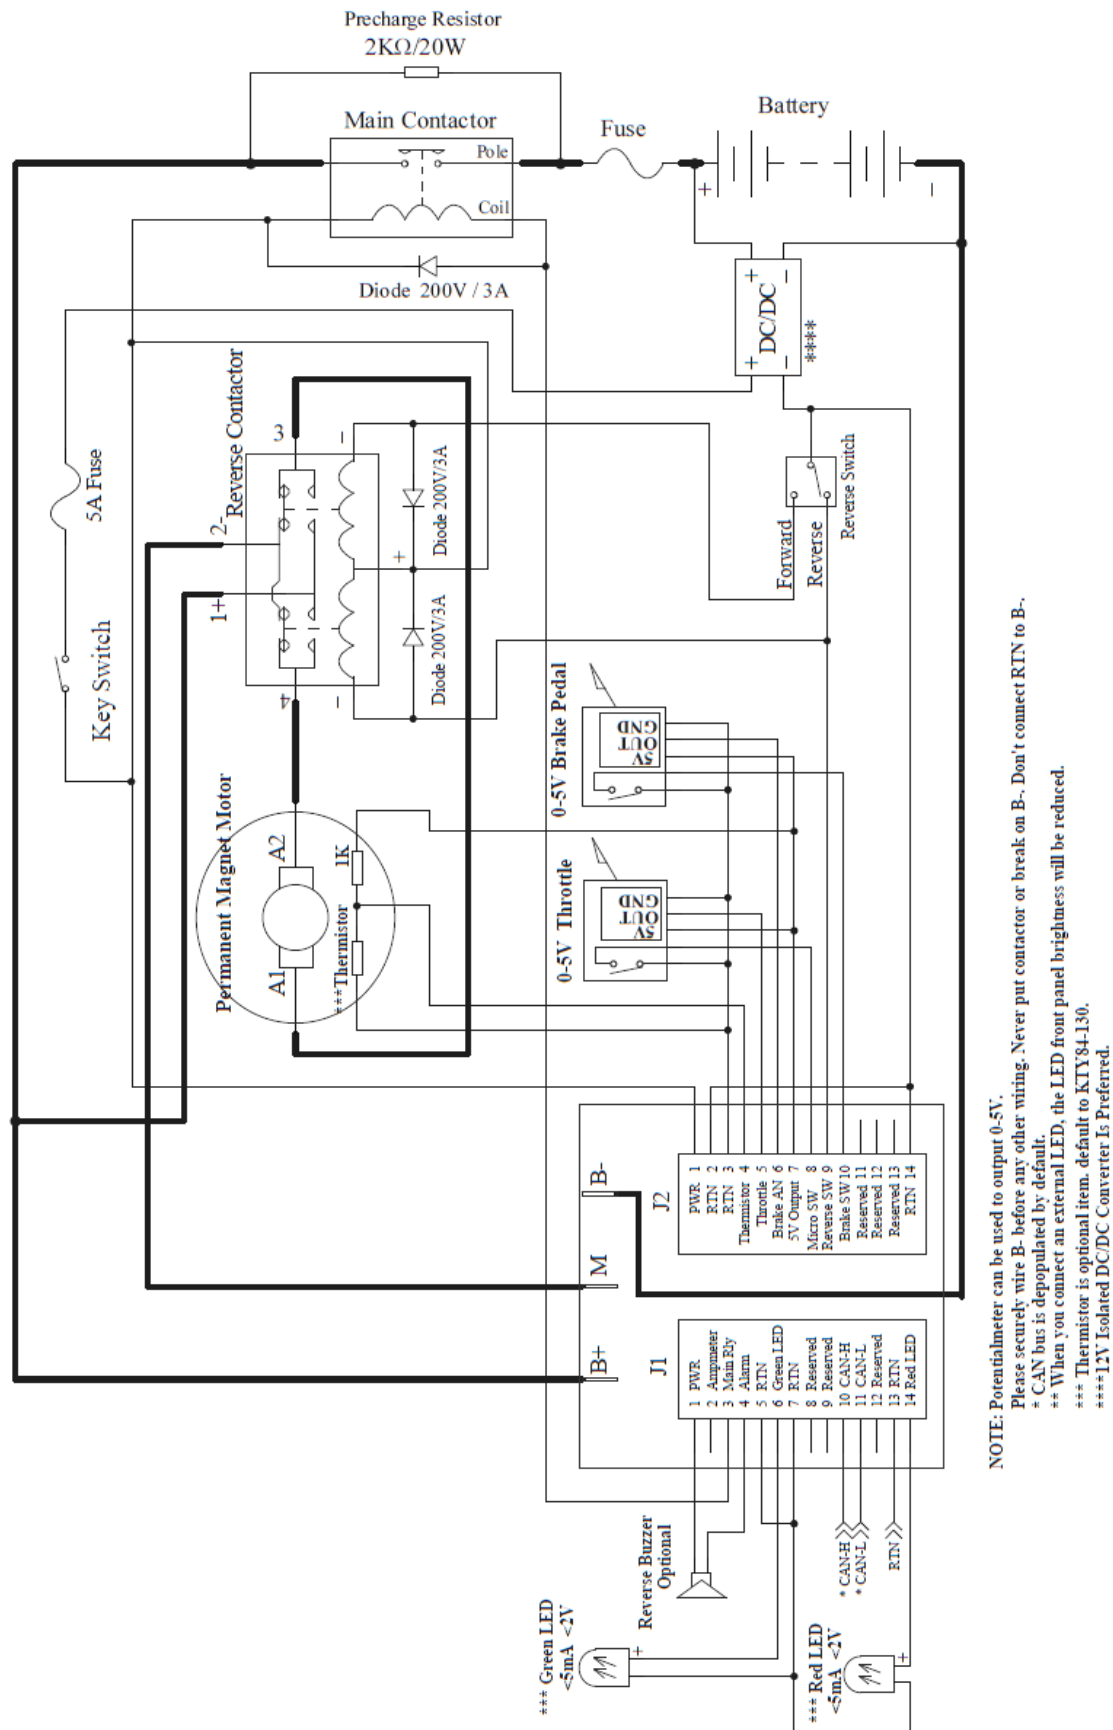 Precharge Resistor
2KΩ/20W
Main Contactor
Pole
Coil
Fuse
Battery
+
−
Diode 200V / 3A
+
−
DC/DC
+
−
****
5A Fuse
Key Switch
Reverse Contactor
3
2-
1+
4
−
+
−
Diode 200V/3A
Diode 200V/3A
Forward
Reverse
Reverse Switch
Permanent Magnet Motor
A2
A1
1K
***Thermistor
0-5V Brake Pedal
GND
OUT
5V
0-5V Throttle
GND
OUT
5V
B-
M
B+
J2
PWR 1
RTN 2
RTN 3
Thermistor 4
Throttle 5
Brake AN 6
5V Output 7
Micro SW 8
Reverse SW 9
Brake SW10
Reserved 11
Reserved 12
Reserved 13
RTN 14
J1
1 PWR
2 Ampmeter
3 Main Rly
4 Alarm
5 RTN
6 Green LED
7 RTN
8 Reserved
9 Reserved
10 CAN-H
11 CAN-L
12 Reserved
13 RTN
14 Red LED
Reverse Buzzer
Optional
* CAN-H
* CAN-L
RTN
*** Green LED
<5mA <2V
+
*** Red LED
<5mA <2V
+
NOTE: Potentialmeter can be used to output 0-5V.
Please securely wire B- before any other wiring. Never put contactor or break on B-. Don't connect RTN to B-.
* CAN bus is depopulated by default.
** When you connect an external LED, the LED front panel brightness will be reduced.
*** Thermistor is optional item. default to KTY84-130.
****12V Isolated DC/DC Converter Is Preferred.